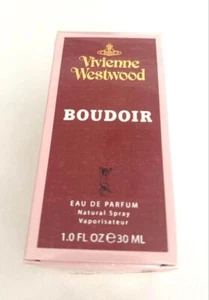 Vivienne
Westwood
BOUDOIR
EAU DE PARFUM
Natural Spray
Vaporisateur
1.0 FL OZ ℮ 30 ML